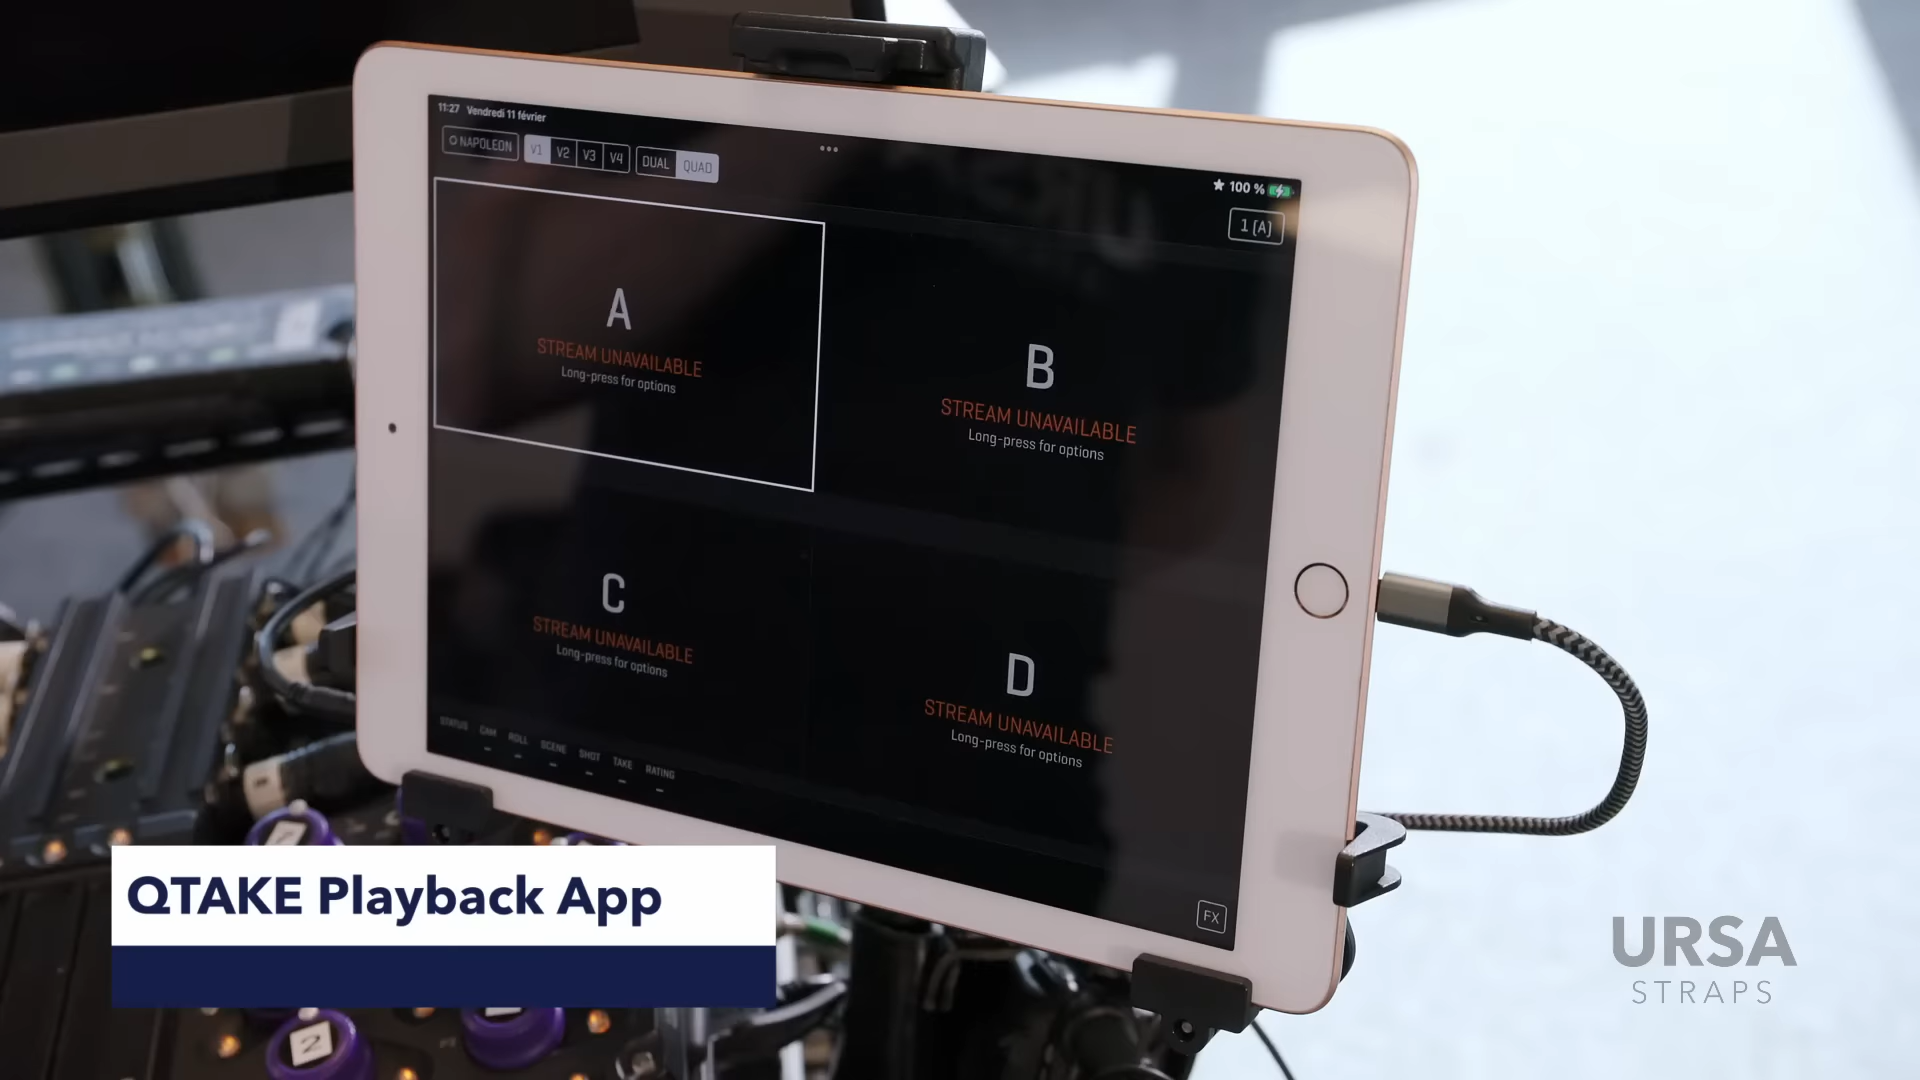 11:27 Vendredi 11 février
100 %
NAPOLEON V1 V2 V3 V4 DUAL QUAD
1 [A]
A
STREAM UNAVAILABLE
Long-press for options
B
STREAM UNAVAILABLE
Long-press for options
C
STREAM UNAVAILABLE
Long-press for options
D
STREAM UNAVAILABLE
Long-press for options
STATUS CAM ROLL SCENE SHOT TAKE RATING
– – – – – –
FX
QTAKE Playback App
2
URSA
STRAPS